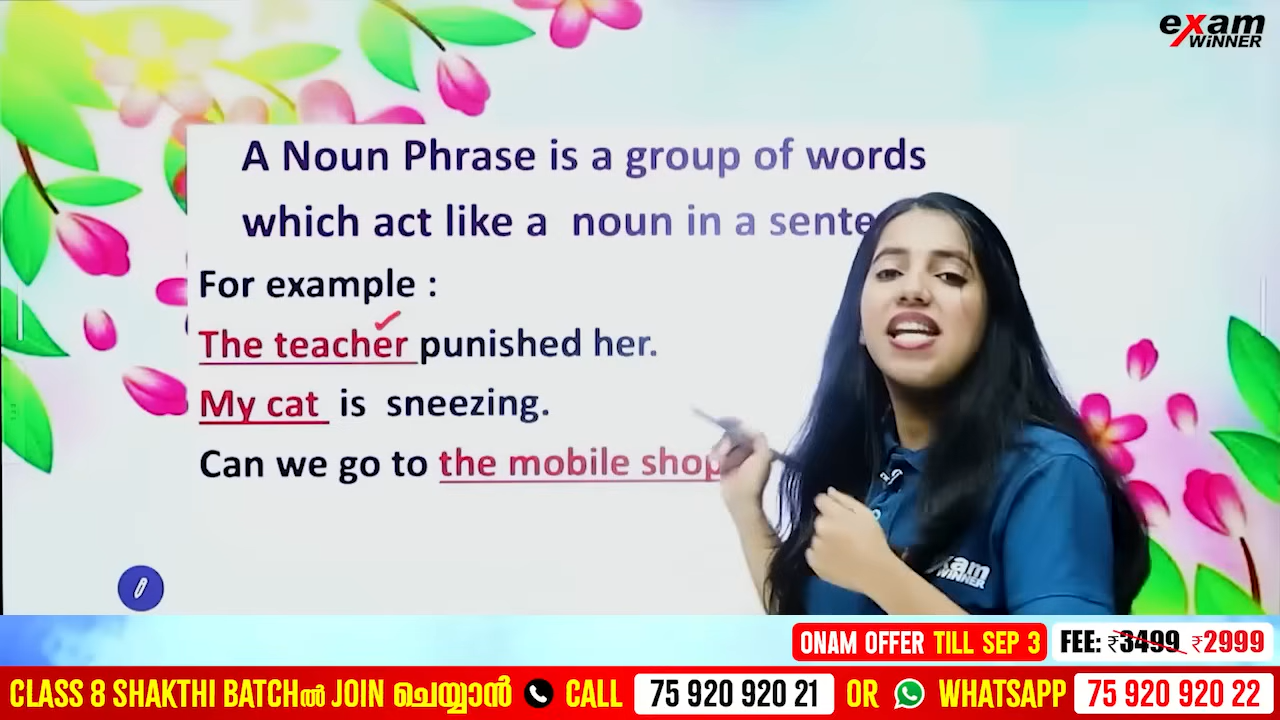 exam
WiNNER
A Noun Phrase is a group of words
which act like a noun in a
For example :
The teacher punished her.
My cat is sneezing.
Can we go to the mobile
exam
WiNNER
ONAM OFFER TILL SEP 3 FEE: ₹3499 ₹2999
CLASS 8 SHAKTHI BATCHൽ JOIN ചെയ്യാൻ CALL 75 920 920 21 OR WHATSAPP 75 920 920 22